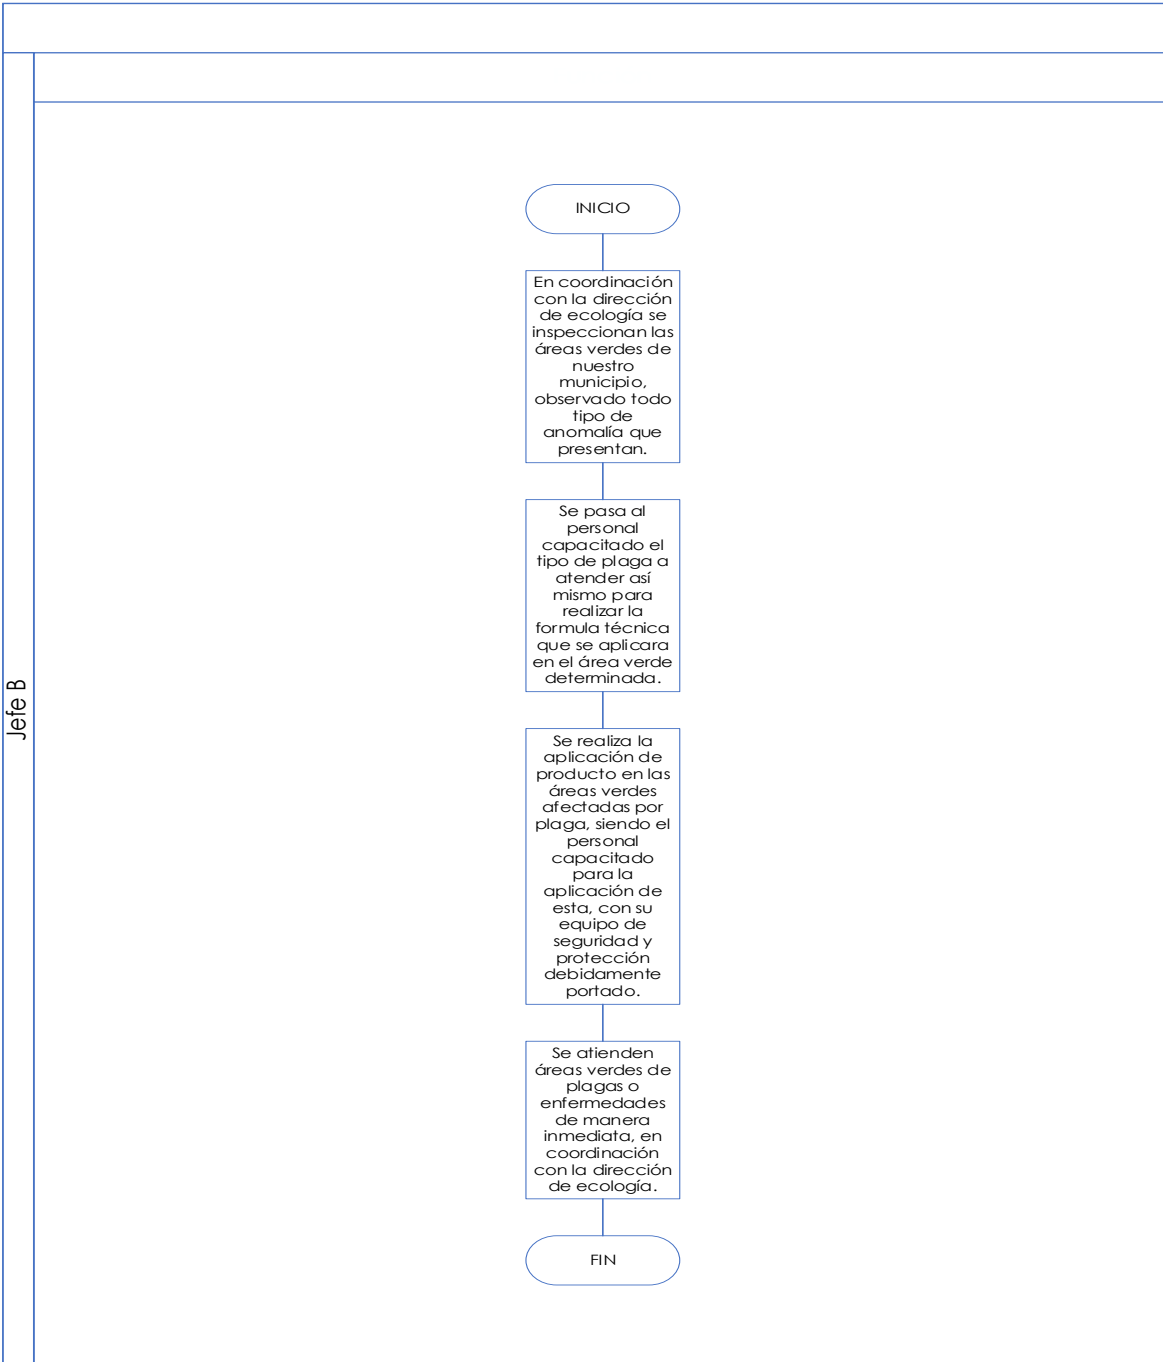 INICIO
En coordinación
con la dirección
de ecología se
inspeccionan las
áreas verdes de
nuestro
municipio,
observado todo
tipo de
anomalía que
presentan.
Se pasa al
personal
capacitado el
tipo de plaga a
atender así
mismo para
realizar la
formula técnica
que se aplicara
en el área verde
determinada.
Jefe B
Se realiza la
aplicación de
producto en las
áreas verdes
afectadas por
plaga, siendo el
personal
capacitado
para la
aplicación de
esta, con su
equipo de
seguridad y
protección
debidamente
portado.
Se atienden
áreas verdes de
plagas o
enfermedades
de manera
inmediata, en
coordinación
con la dirección
de ecología.
FIN